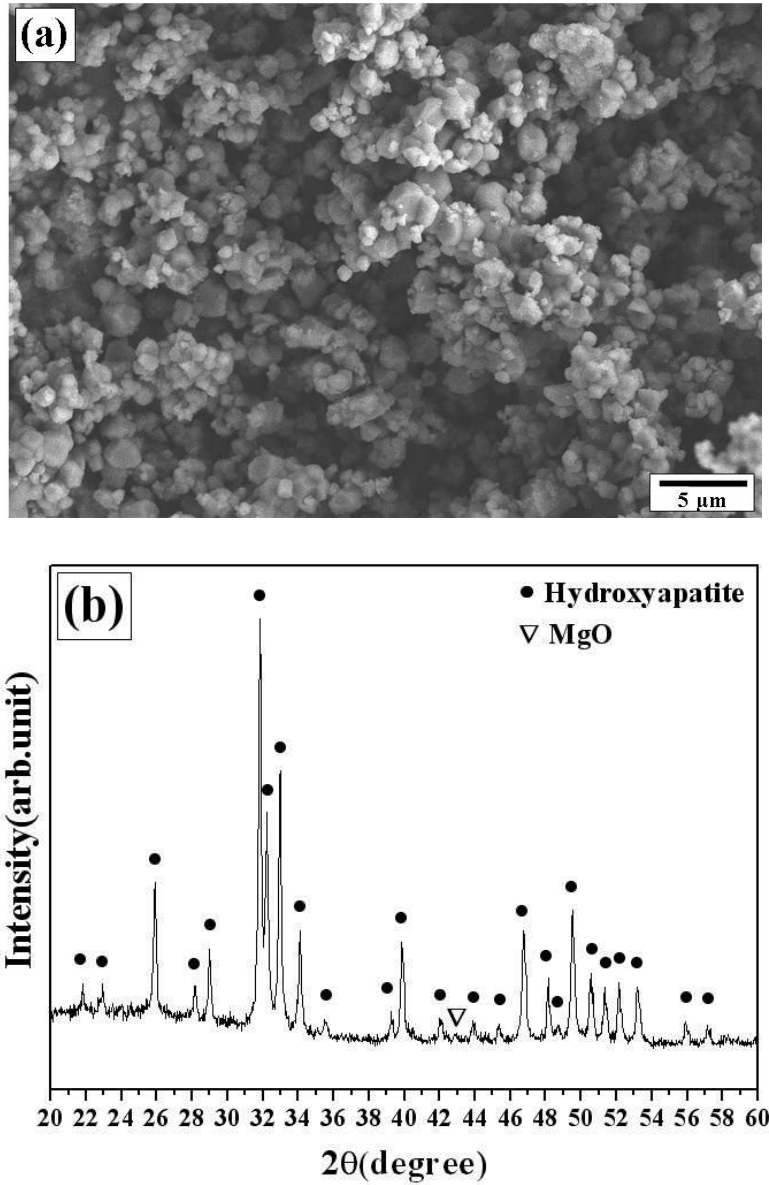 (a)
5 µm
(b)
● Hydroxyapatite
▽ MgO
Intensity(arb.unit)
20 22 24 26 28 30 32 34 36 38 40 42 44 46 48 50 52 54 56 58 60
2θ(degree)